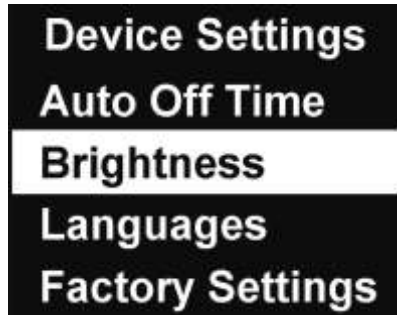 Device Settings
Auto Off Time
Brightness
Languages
Factory Settings